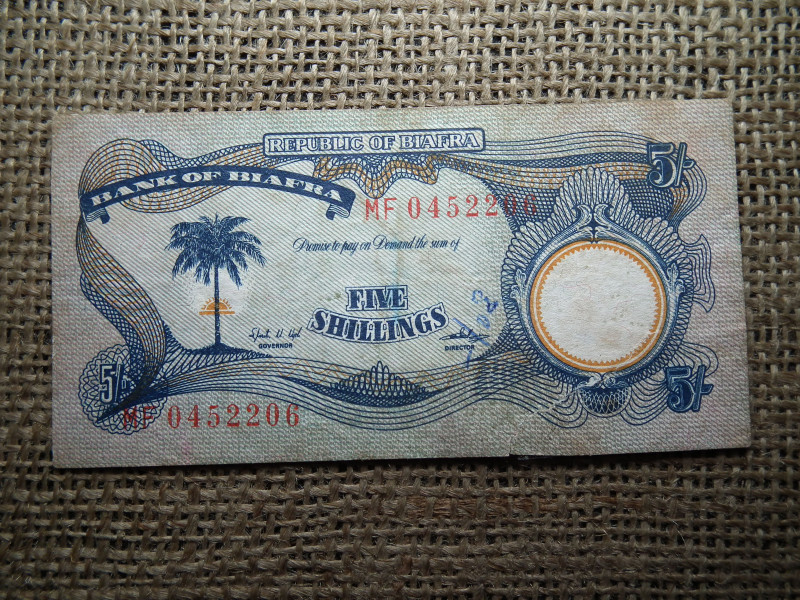 REPUBLIC OF BIAFRA
5/-
BANK OF BIAFRA
MF 0452206
Promise to pay on Demand the sum of
FIVE
SHILLINGS
GOVERNOR
DIRECTOR
5/-
5/-
MF 0452206